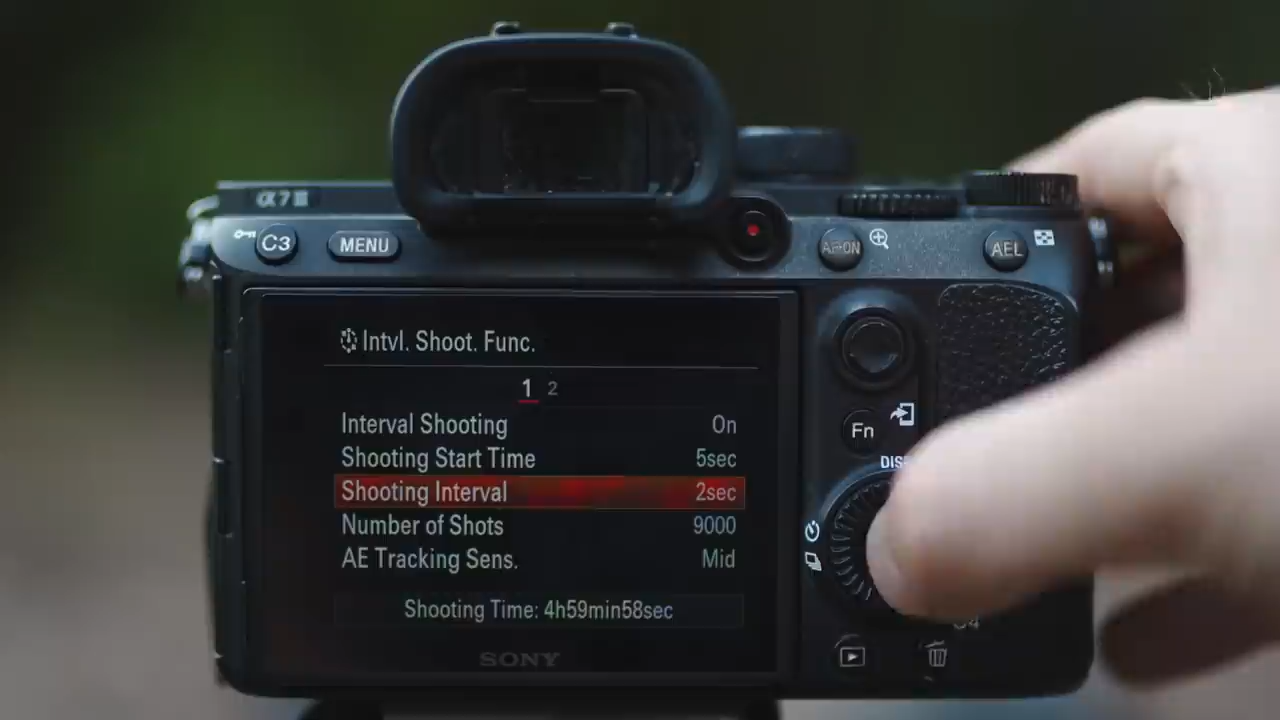 α7III
C3
MENU
AF-ON
AEL
Intvl. Shoot. Func.
1 2
Interval Shooting On
Shooting Start Time 5sec
Shooting Interval 2sec
Number of Shots 9000
AE Tracking Sens. Mid
Shooting Time: 4h59min58sec
Fn
SONY